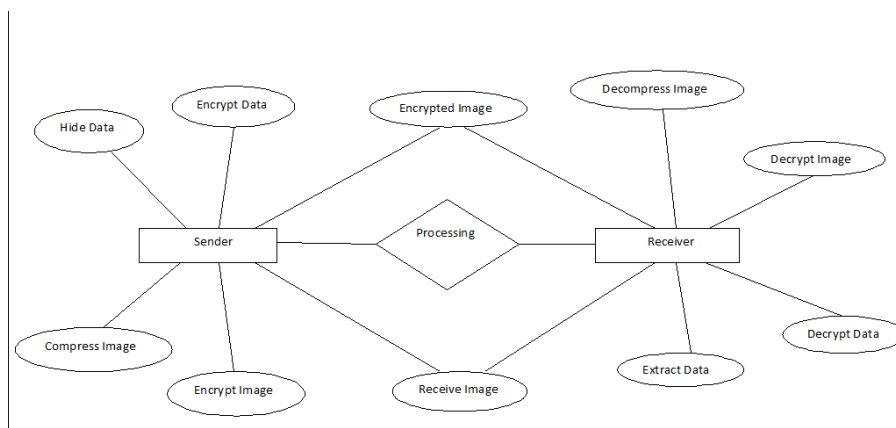 Decompress Image
Encrypt Data
Encrypted Image
Hide Data
Decrypt Image
Processing
Sender
Receiver
Decrypt Data
Compress Image
Extract Data
Encrypt Image
Receive Image